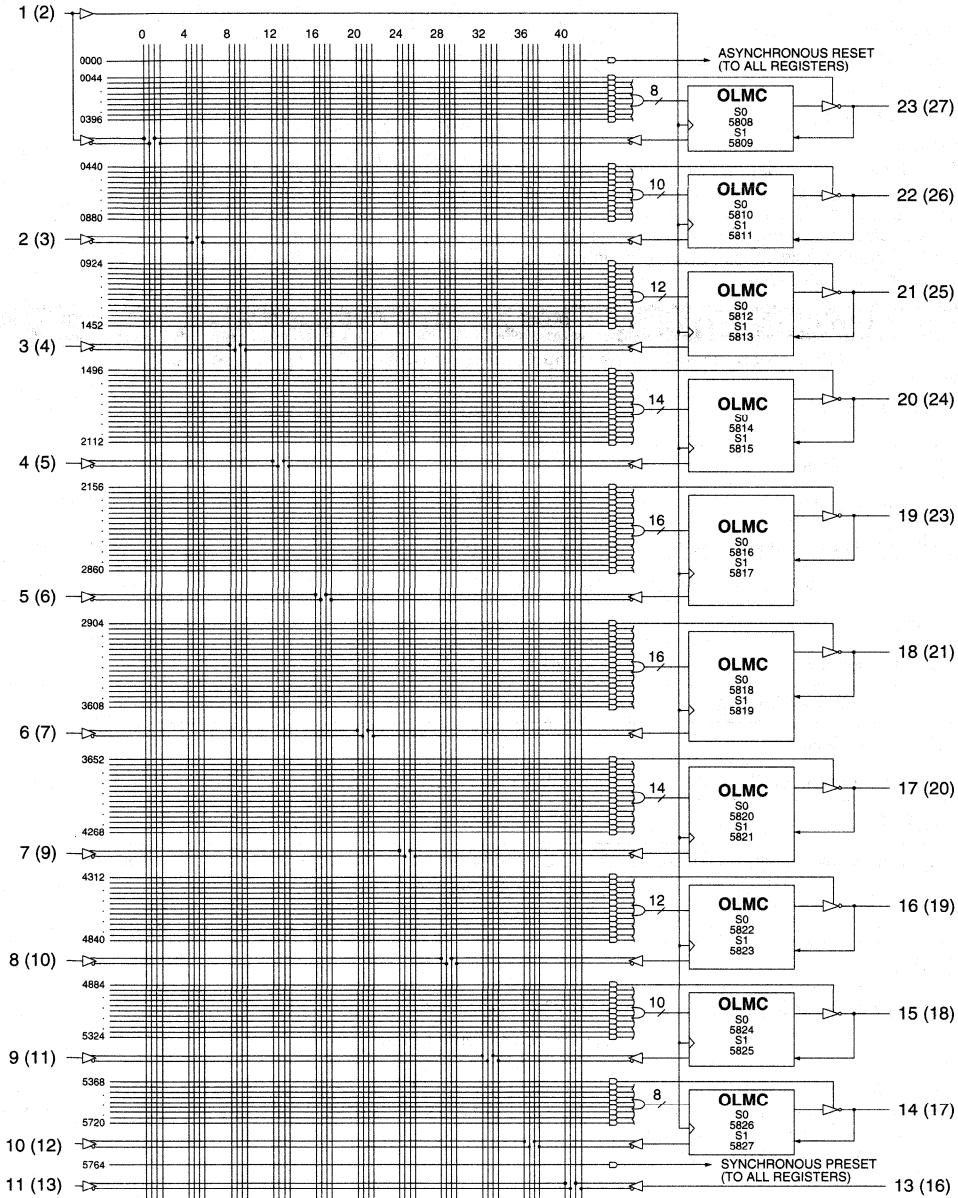 1 (2)
0 4 8 12 16 20 24 28 32 36 40
0000
ASYNCHRONOUS RESET
(TO ALL REGISTERS)
0044
8
OLMC
S0
5808
S1
5809
23 (27)
0396
0440
10
OLMC
S0
5810
S1
5811
22 (26)
0880
2 (3)
0924
12
OLMC
S0
5812
S1
5813
21 (25)
1452
3 (4)
1496
14
OLMC
S0
5814
S1
5815
20 (24)
2112
4 (5)
2156
16
OLMC
S0
5816
S1
5817
19 (23)
2860
5 (6)
2904
16
OLMC
S0
5818
S1
5819
18 (21)
3608
6 (7)
3652
14
OLMC
S0
5820
S1
5821
17 (20)
4268
7 (9)
4312
12
OLMC
S0
5822
S1
5823
16 (19)
4840
8 (10)
4884
10
OLMC
S0
5824
S1
5825
15 (18)
5324
9 (11)
5368
8
OLMC
S0
5826
S1
5827
14 (17)
5720
10 (12)
5764
SYNCHRONOUS PRESET
(TO ALL REGISTERS)
11 (13)
13 (16)